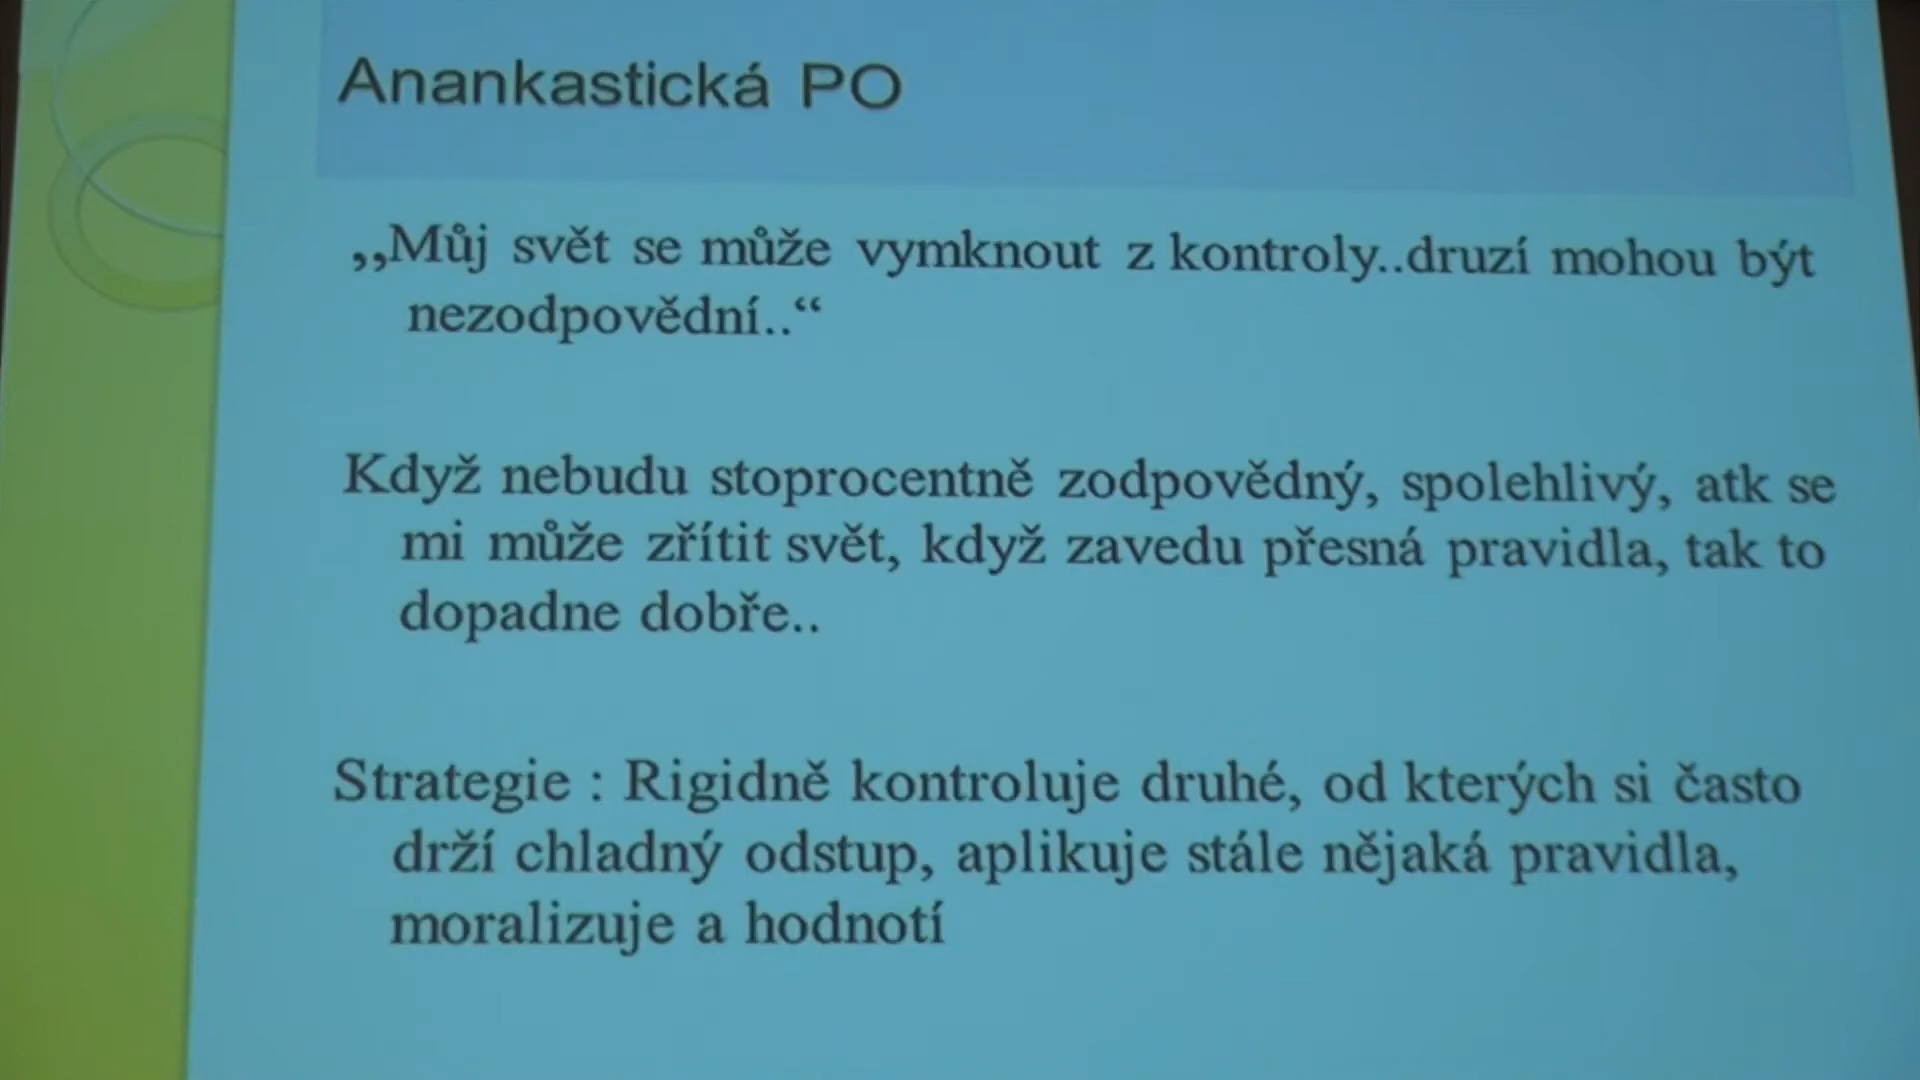 Anankastická PO
,,Můj svět se může vymknout z kontroly..druzí mohou být
nezodpovědní..“
Když nebudu stoprocentně zodpovědný, spolehlivý, atk se
mi může zřítit svět, když zavedu přesná pravidla, tak to
dopadne dobře..
Strategie : Rigidně kontroluje druhé, od kterých si často
drží chladný odstup, aplikuje stále nějaká pravidla,
moralizuje a hodnotí